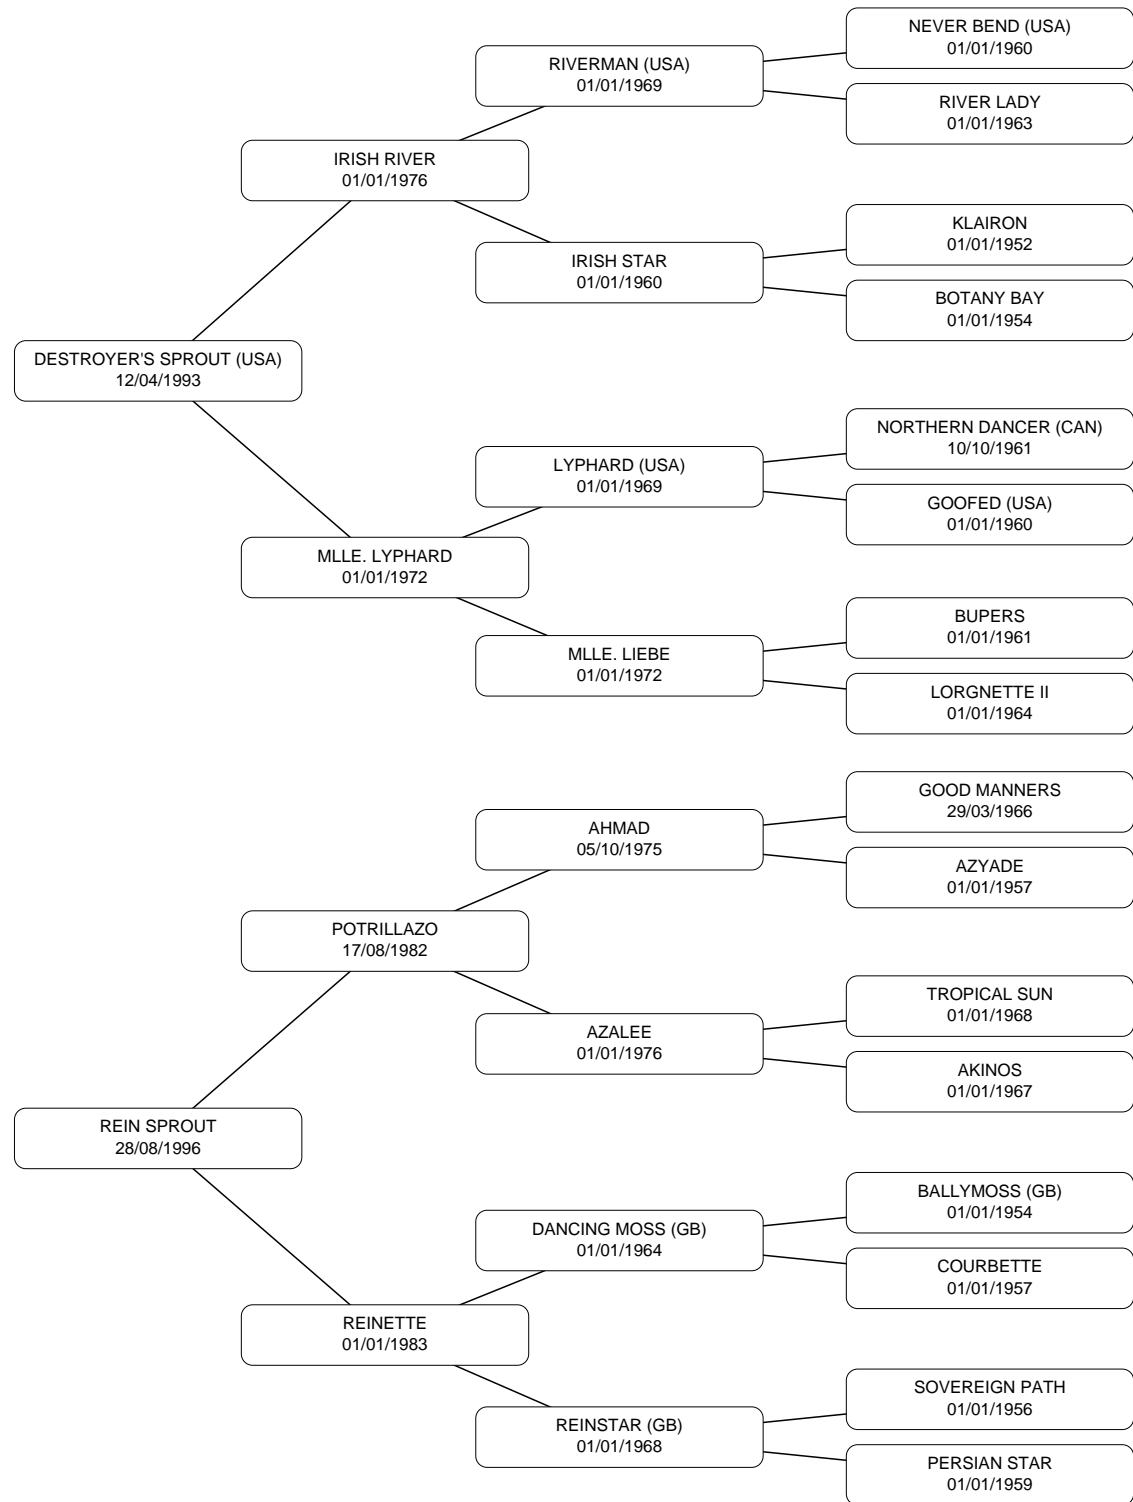 NEVER BEND (USA)
01/01/1960
RIVERMAN (USA)
01/01/1969
RIVER LADY
01/01/1963
IRISH RIVER
01/01/1976
KLAIRON
01/01/1952
IRISH STAR
01/01/1960
BOTANY BAY
01/01/1954
DESTROYER'S SPROUT (USA)
12/04/1993
NORTHERN DANCER (CAN)
10/10/1961
LYPHARD (USA)
01/01/1969
GOOFED (USA)
01/01/1960
MLLE. LYPHARD
01/01/1972
BUPERS
01/01/1961
MLLE. LIEBE
01/01/1972
LORGNETTE II
01/01/1964
GOOD MANNERS
29/03/1966
AHMAD
05/10/1975
AZYADE
01/01/1957
POTRILLAZO
17/08/1982
TROPICAL SUN
01/01/1968
AZALEE
01/01/1976
AKINOS
01/01/1967
REIN SPROUT
28/08/1996
BALLYMOSS (GB)
01/01/1954
DANCING MOSS (GB)
01/01/1964
COURBETTE
01/01/1957
REINETTE
01/01/1983
SOVEREIGN PATH
01/01/1956
REINSTAR (GB)
01/01/1968
PERSIAN STAR
01/01/1959